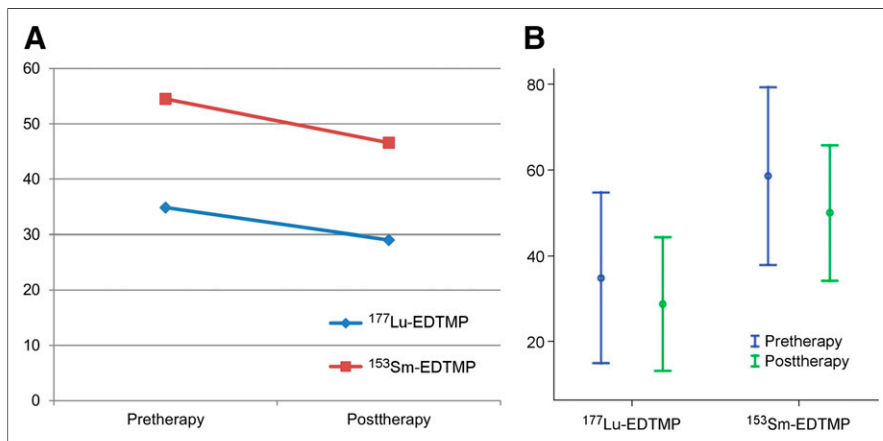 A
60
50
40
30
20
10
0
177Lu-EDTMP
153Sm-EDTMP
Pretherapy Posttherapy
B
80
60
40
20
Pretherapy
Posttherapy
177Lu-EDTMP 153Sm-EDTMP